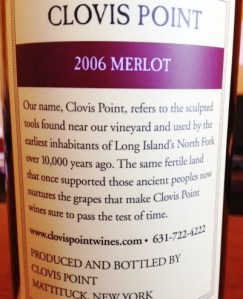 CLOVIS POINT
2006 MERLOT
Our name, Clovis Point, refers to the sculpted
tools found near our vineyard and used by the
earliest inhabitants of Long Island's North Fork
over 10,000 years ago. The same fertile land
that once supported those ancient peoples now
nurtures the grapes that make Clovis Point
wines sure to pass the test of time.
www.clovispointwines.com • 631-722-4222
PRODUCED AND BOTTLED BY
CLOVIS POINT
MATTITUCK, NEW YORK